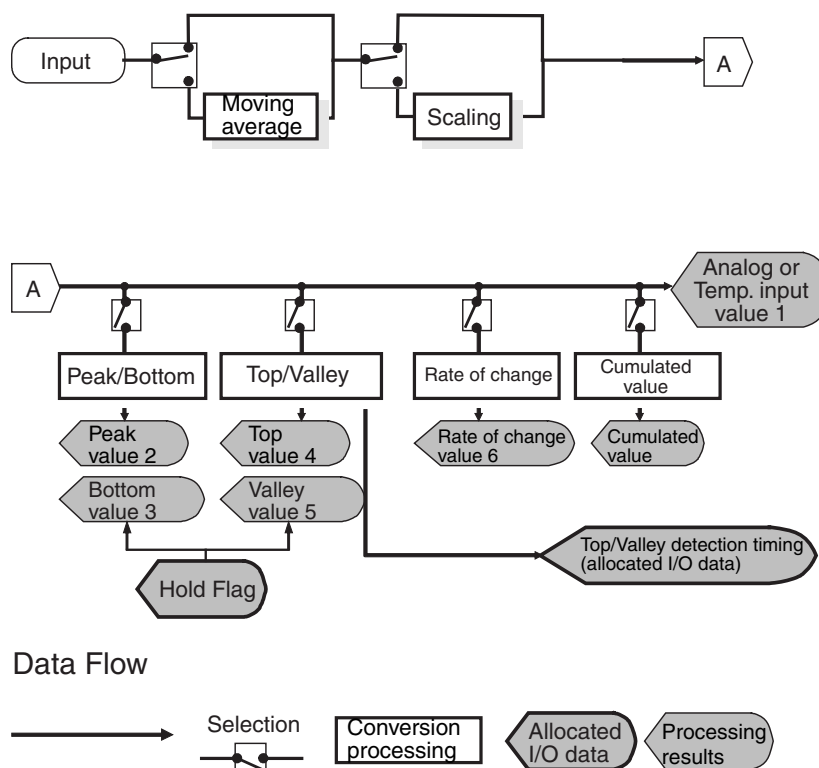 Input
Moving
average
Scaling
A
A
Analog or
Temp. input
value 1
Peak/Bottom
Top/Valley
Rate of change
Cumulated
value
Peak
value 2
Top
value 4
Rate of change
value 6
Cumulated
value
Bottom
value 3
Valley
value 5
Top/Valley detection timing
(allocated I/O data)
Hold Flag
Data Flow
Selection
Conversion
processing
Allocated
I/O data
Processing
results